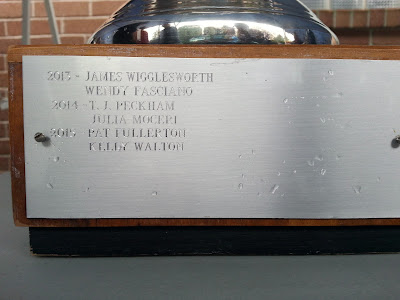 2013 - JAMES WIGGLESWORTH
WENDY FASCIANO
2014 - T. J. PECKHAM
JULIA MOCERI
2015 PAT FULLERTON
KELLY WALTON